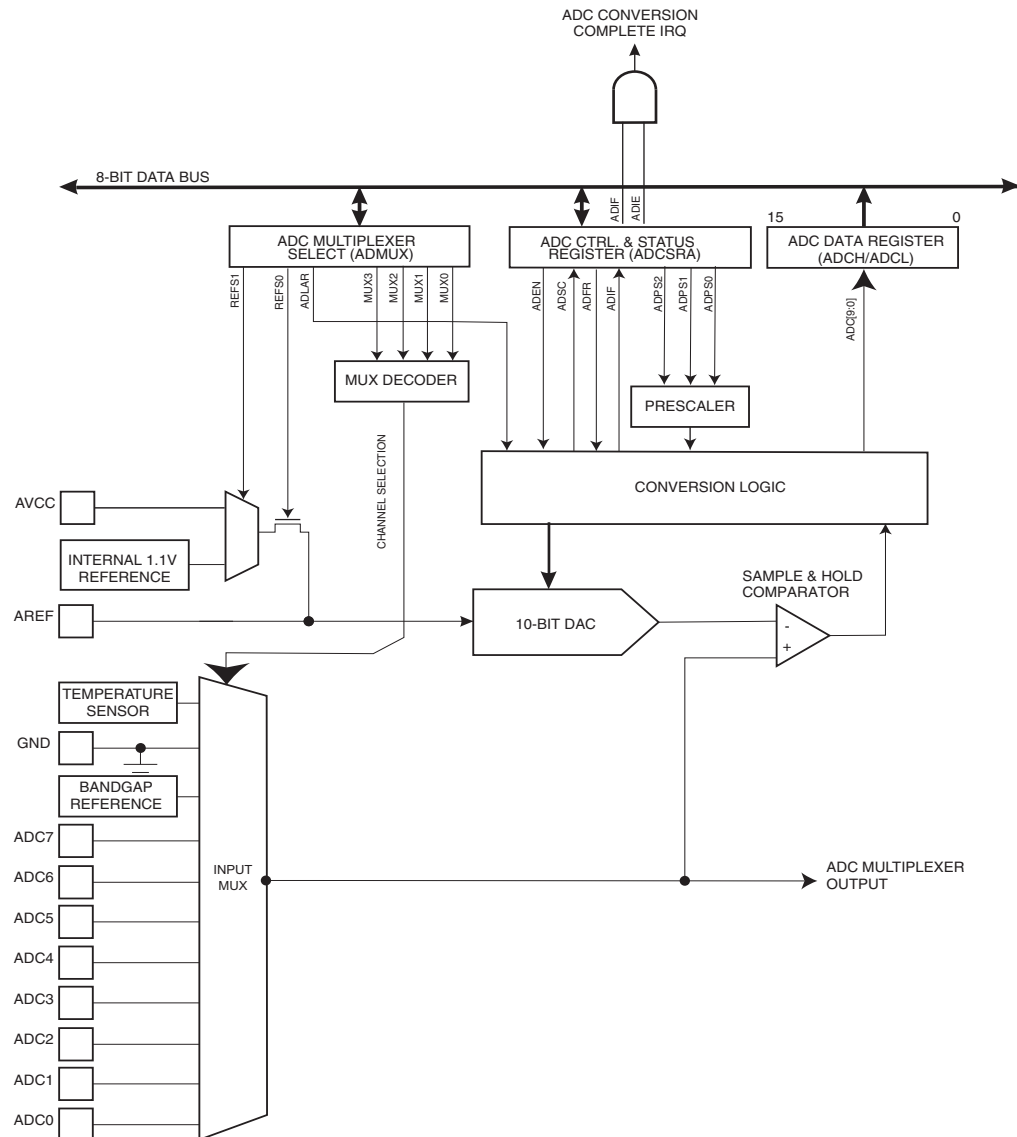 ADC CONVERSION
COMPLETE IRQ
8-BIT DATA BUS
ADIF
ADIE
15
0
ADC MULTIPLEXER
SELECT (ADMUX)
ADC CTRL. & STATUS
REGISTER (ADCSRA)
ADC DATA REGISTER
(ADCH/ADCL)
REFS1
REFS0
ADLAR
MUX3
MUX2
MUX1
MUX0
ADEN
ADSC
ADFR
ADIF
ADPS2
ADPS1
ADPS0
ADC[9:0]
MUX DECODER
PRESCALER
CHANNEL SELECTION
CONVERSION LOGIC
AVCC
INTERNAL 1.1V
REFERENCE
SAMPLE & HOLD
COMPARATOR
AREF
10-BIT DAC
-
+
TEMPERATURE
SENSOR
GND
BANDGAP
REFERENCE
ADC7
ADC6
ADC5
ADC4
ADC3
ADC2
ADC1
ADC0
INPUT
MUX
ADC MULTIPLEXER
OUTPUT